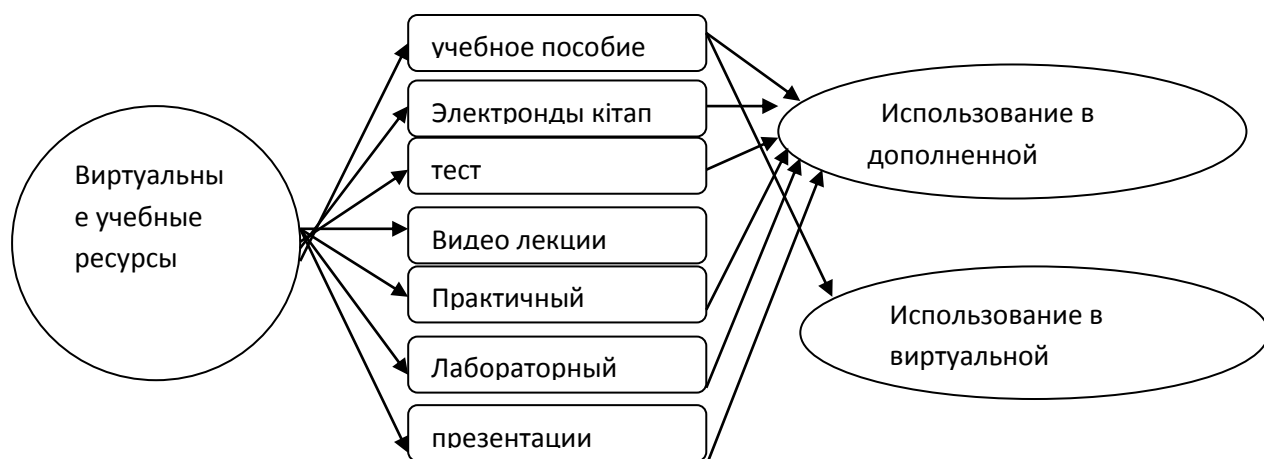 Виртуальны
е учебные
ресурсы
учебное пособие
Электронды кітап
тест
Видео лекции
Практичный
Лабораторный
презентации
Использование в
дополненной
Использование в
виртуальной